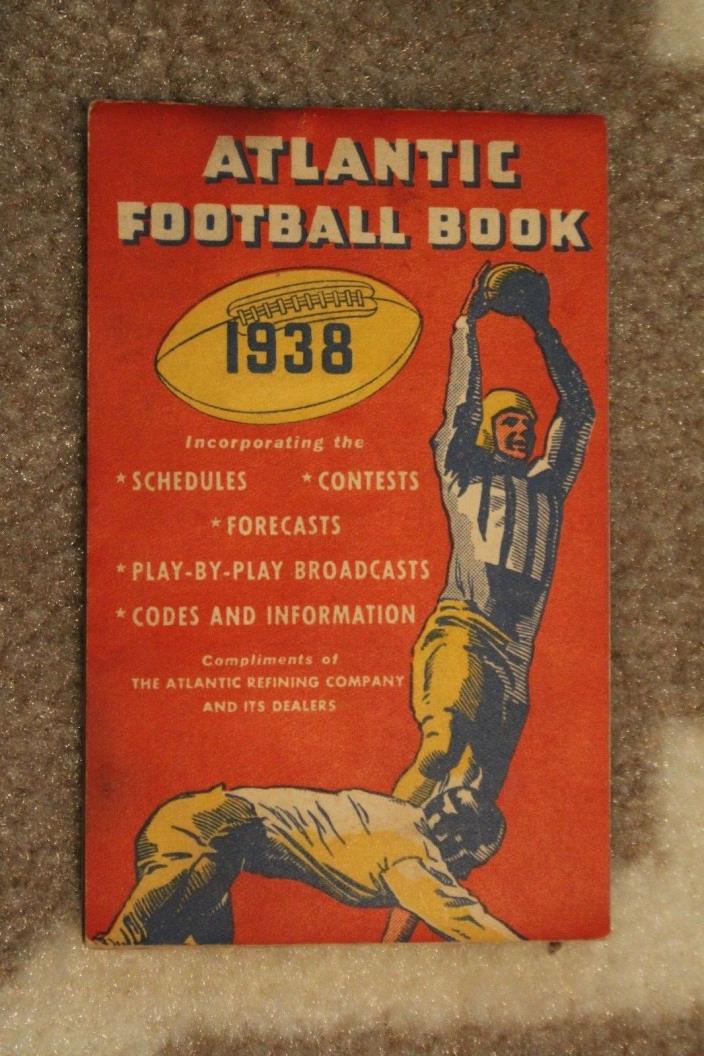 ATLANTIC
FOOTBALL BOOK
1938
Incorporating the
* SCHEDULES * CONTESTS
* FORECASTS
* PLAY-BY-PLAY BROADCASTS
* CODES AND INFORMATION
Compliments of
THE ATLANTIC REFINING COMPANY
AND ITS DEALERS